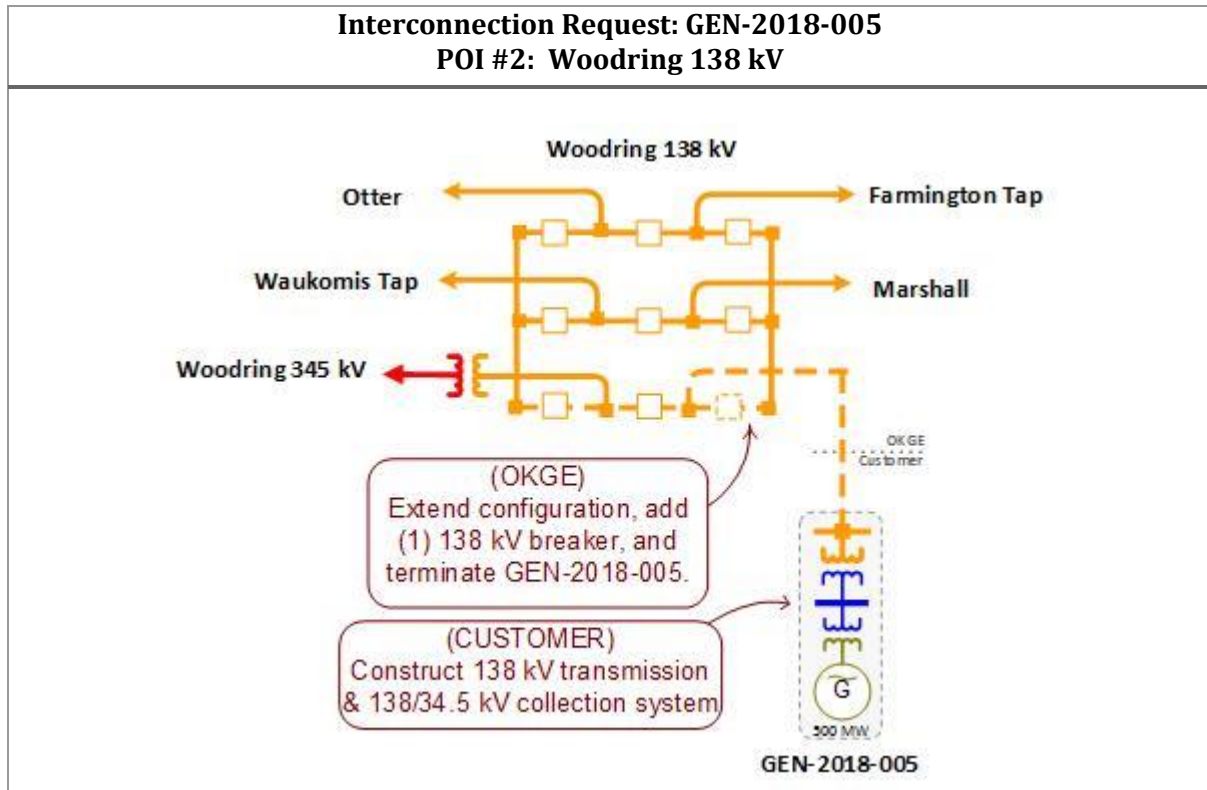 Interconnection Request: GEN-2018-005
POI #2: Woodring 138 kV
Woodring 138 kV
Otter
Farmington Tap
Waukomis Tap
Marshall
Woodring 345 kV
OKGE
Customer
(OKGE)
Extend configuration, add
(1) 138 kV breaker, and
terminate GEN-2018-005.
(CUSTOMER)
Construct 138 kV transmission
& 138/34.5 kV collection system
G
300 MW
GEN-2018-005